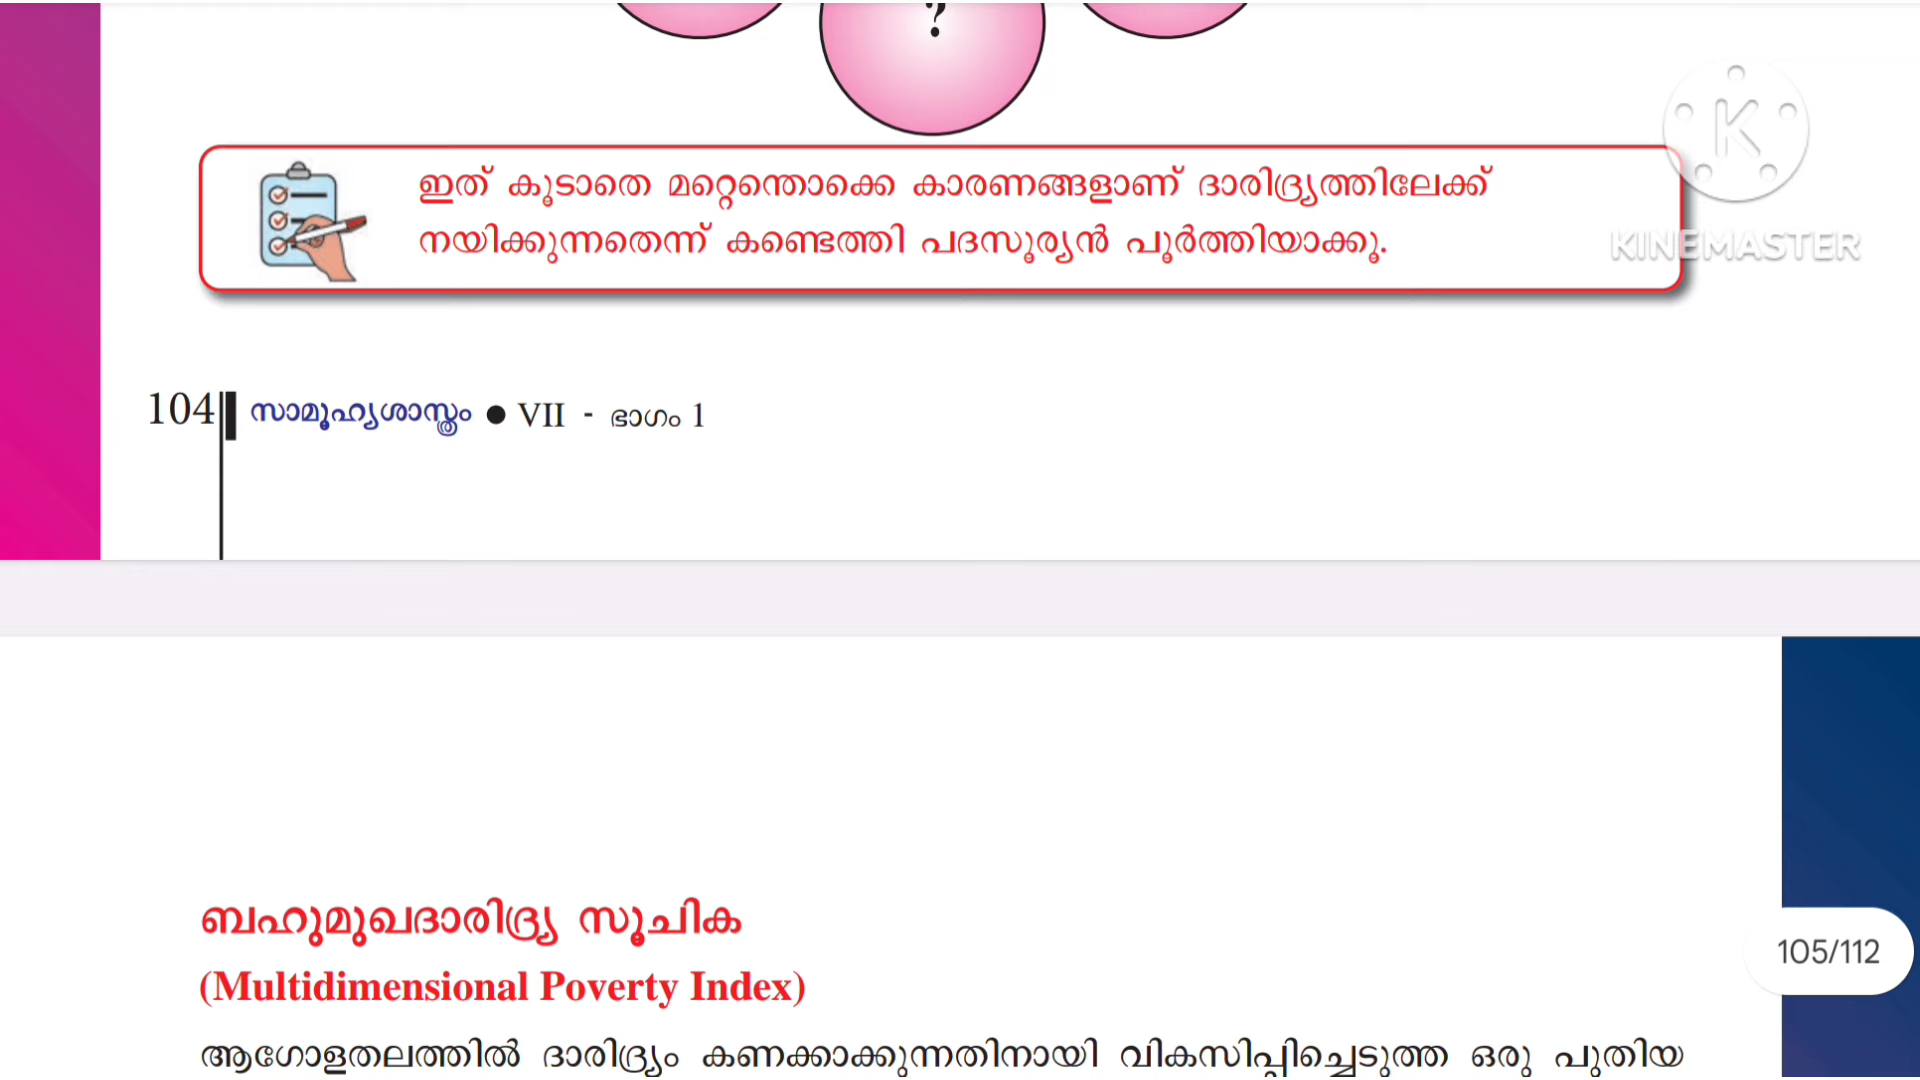 ?
ഇത് കൂടാതെ മറ്റെന്തൊക്കെ കാരണങ്ങളാണ് ദാരിദ്ര്യത്തിലേക്ക്
നയിക്കുന്നതെന്ന് കണ്ടെത്തി പദസൂര്യൻ പൂർത്തിയാക്കൂ.
K
KINEMASTER
104 സാമൂഹ്യശാസ്ത്രം ● VII - ഭാഗം 1
ബഹുമുഖദാരിദ്ര്യ സൂചിക
(Multidimensional Poverty Index)
105/112
ആഗോളതലത്തിൽ ദാരിദ്ര്യം കണക്കാക്കുന്നതിനായി വികസിപ്പിച്ചെടുത്ത ഒരു പുതിയ